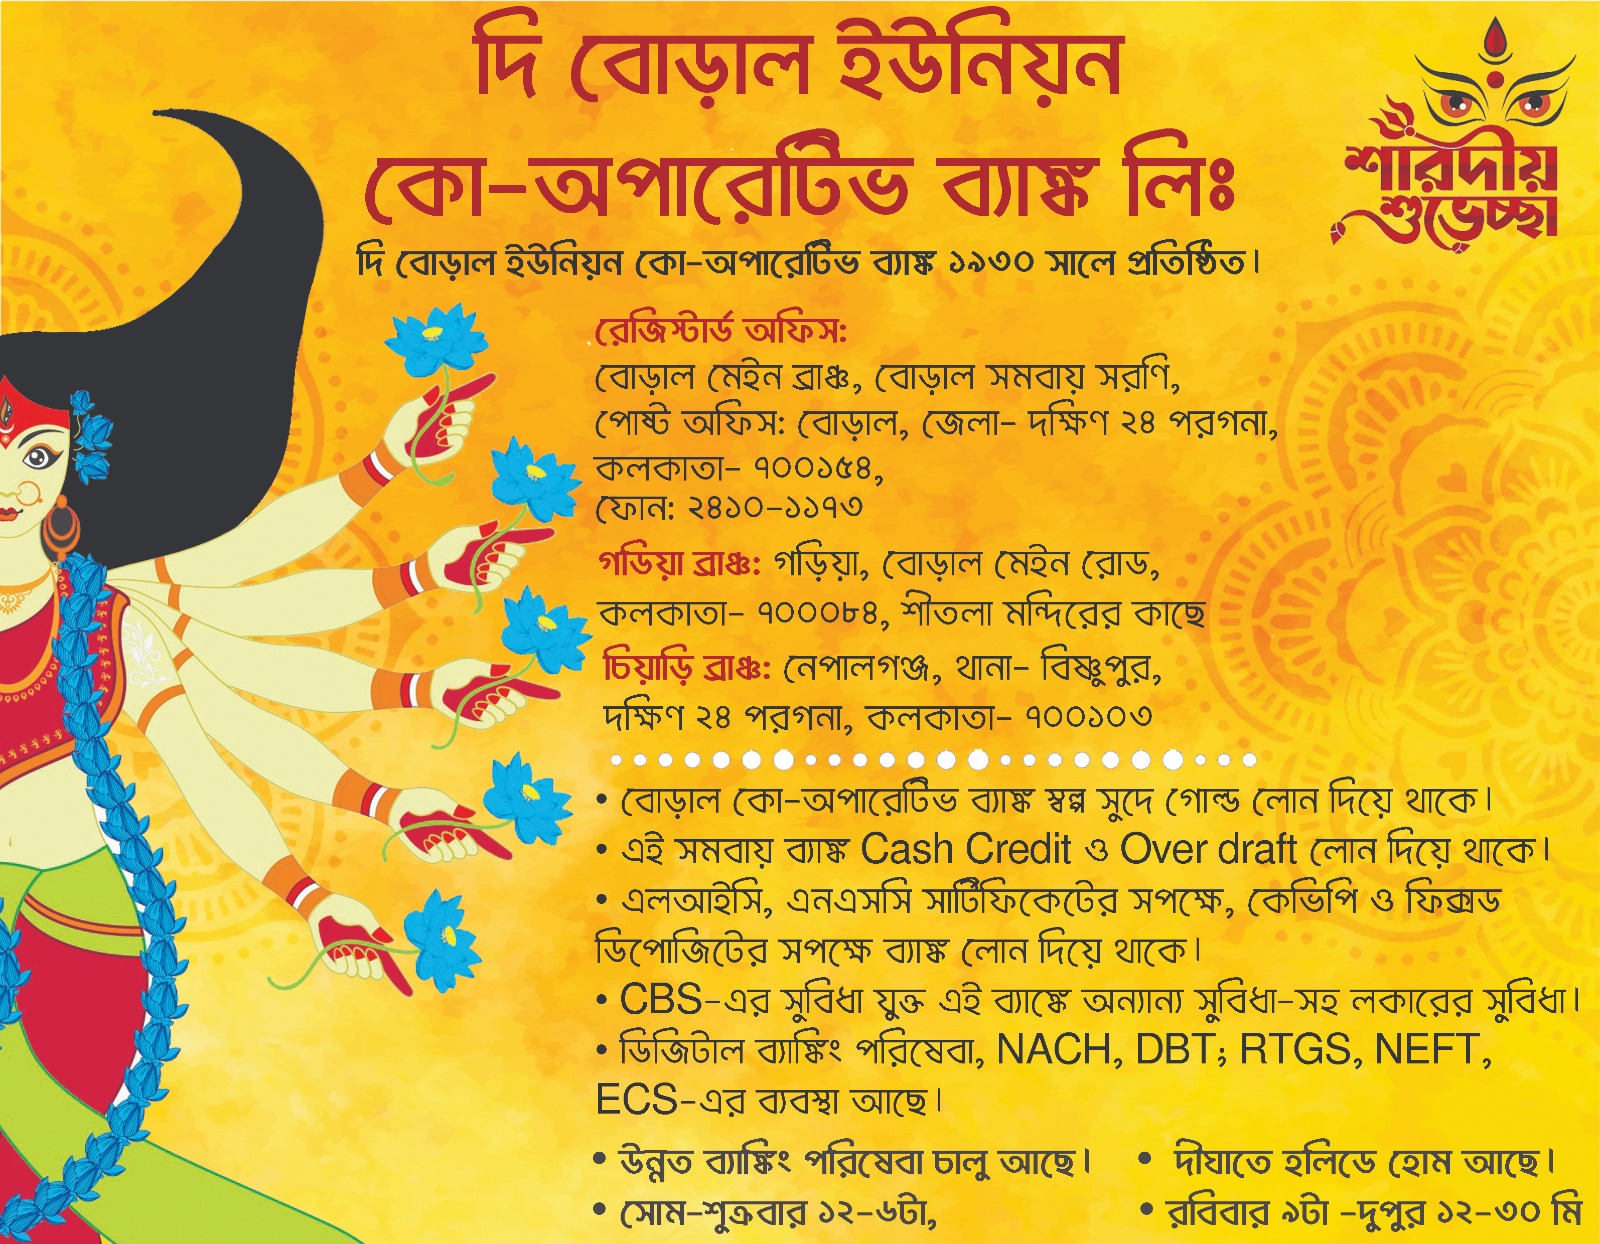 দি বোড়াল ইউনিয়ন
কো-অপারেটিভ ব্যাঙ্ক লিঃ
শারদীয়
শুভেচ্ছা
দি বোড়াল ইউনিয়ন কো-অপারেটিভ ব্যাঙ্ক ১৯৩০ সালে প্রতিষ্ঠিত।
রেজিস্টার্ড অফিস:
বোড়াল মেইন ব্রাঞ্চ, বোড়াল সমবায় সরণি,
পোষ্ট অফিস: বোড়াল, জেলা- দক্ষিণ ২৪ পরগনা,
কলকাতা- ৭০০১৫৪,
ফোন: ২৪১০-১১৭৩
গডিয়া ব্রাঞ্চ: গড়িয়া, বোড়াল মেইন রোড,
কলকাতা- ৭০০০৮৪, শীতলা মন্দিরের কাছে
চিয়াড়ি ব্রাঞ্চ: নেপালগঞ্জ, থানা- বিষ্ণুপুর,
দক্ষিণ ২৪ পরগনা, কলকাতা- ৭০০১০৩
• বোড়াল কো-অপারেটিভ ব্যাঙ্ক স্বল্প সুদে গোল্ড লোন দিয়ে থাকে।
• এই সমবায় ব্যাঙ্ক Cash Credit ও Over draft লোন দিয়ে থাকে।
• এলআইসি, এনএসসি সার্টিফিকেটের সপক্ষে, কেভিপি ও ফিক্সড
ডিপোজিটের সপক্ষে ব্যাঙ্ক লোন দিয়ে থাকে।
• CBS-এর সুবিধা যুক্ত এই ব্যাঙ্কে অন্যান্য সুবিধা-সহ লকারের সুবিধা।
• ডিজিটাল ব্যাঙ্কিং পরিষেবা, NACH, DBT; RTGS, NEFT,
ECS-এর ব্যবস্থা আছে।
• উন্নত ব্যাঙ্কিং পরিষেবা চালু আছে। • দীঘাতে হলিডে হোম আছে।
• সোম-শুক্রবার ১২-৬টা, • রবিবার ৯টা -দুপুর ১২-৩০ মি